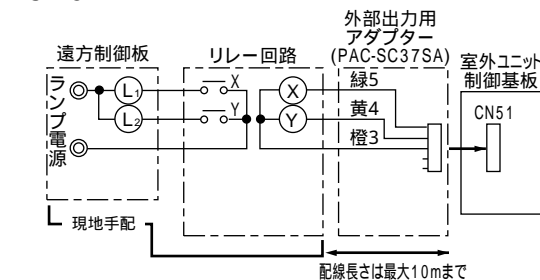 外部出力用
アダプター
(PAC-SC37SA)
遠方制御板
リレー回路
室外ユニット
制御基板
ランプ電源
L1
L2
X
Y
X
Y
緑5
黄4
橙3
CN51
現地手配
配線長さは最大10mまで